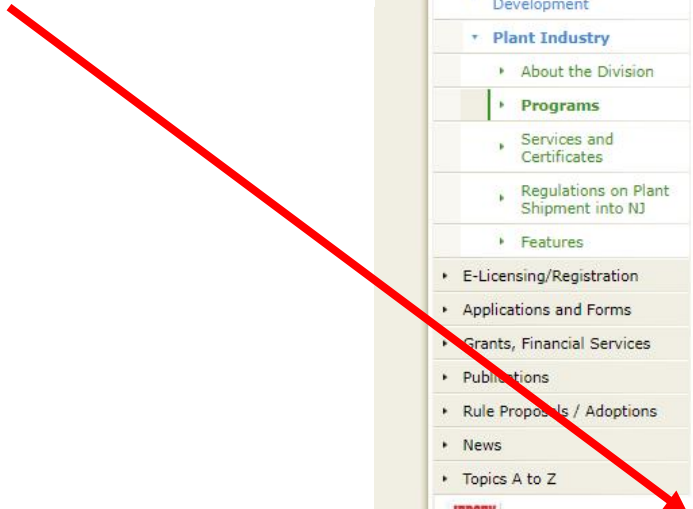 Development
Plant Industry
About the Division
Programs
Services and
Certificates
Regulations on Plant
Shipment into NJ
Features
E-Licensing/Registration
Applications and Forms
Grants, Financial Services
Publications
Rule Proposals / Adoptions
News
Topics A to Z